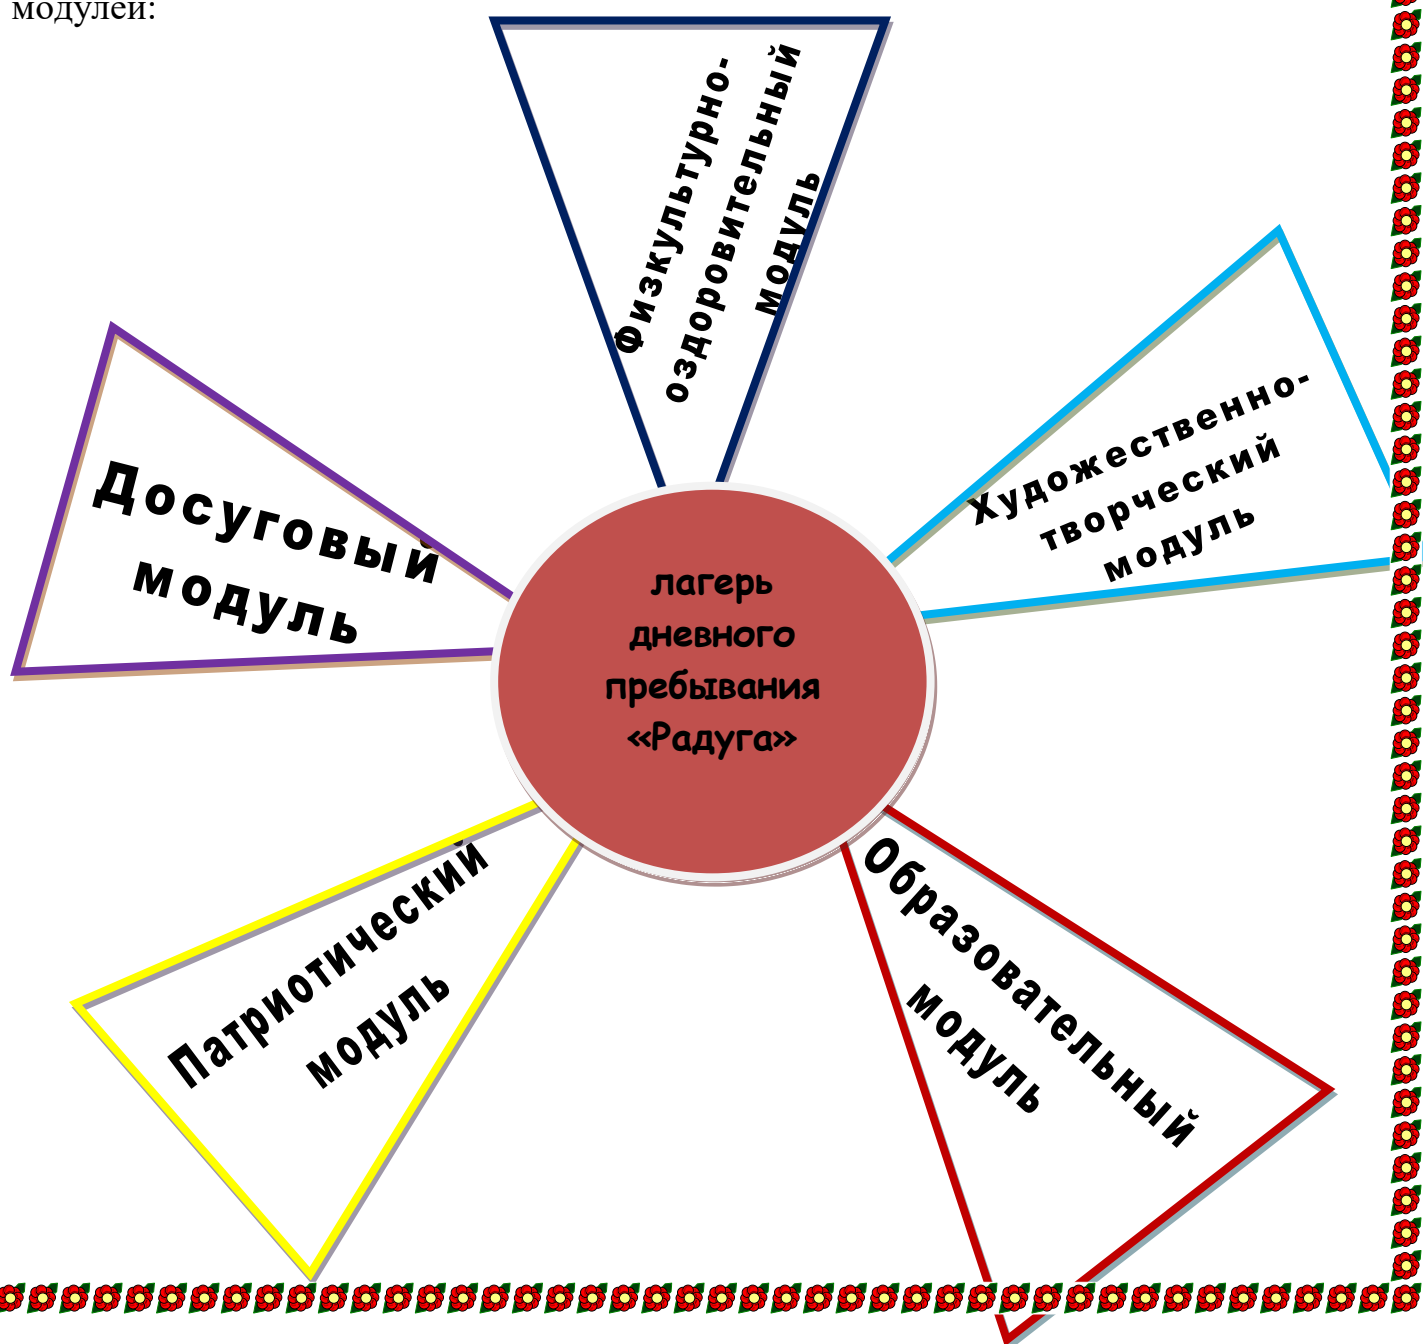 модулей:
Физкультурно-
оздоровительный
модуль
Художественно-
творческий
модуль
Досуговый
модуль
лагерь
дневного
пребывания
«Радуга»
Патриотический
модуль
Образовательный
модуль